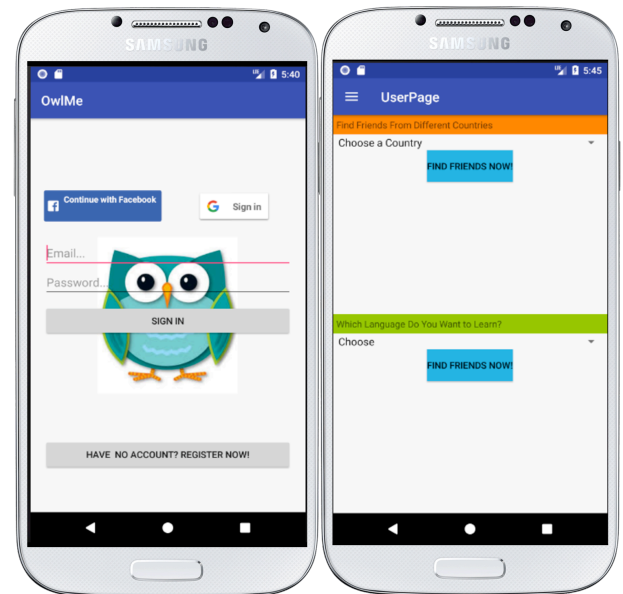 SAMSUNG
5:40
OwlMe
Continue with Facebook
G Sign in
Email...
Password...
SIGN IN
HAVE NO ACCOUNT? REGISTER NOW!
SAMSUNG
5:45
UserPage
Find Friends From Different Countries
Choose a Country
FIND FRIENDS NOW!
Which Language Do You Want to Learn?
Choose
FIND FRIENDS NOW!